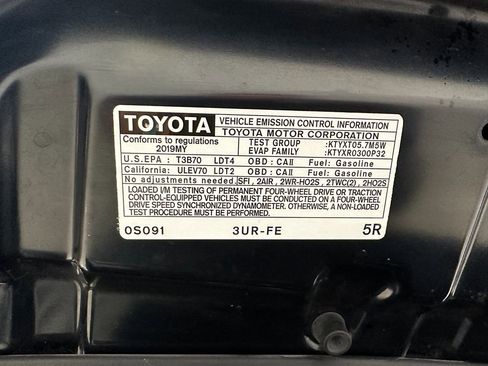 TOYOTA VEHICLE EMISSION CONTROL INFORMATION
TOYOTA MOTOR CORPORATION
Conforms to regulations
2019MY
TEST GROUP : KTYXT05.7M5W
EVAP FAMILY : KTYXR0300P32
U.S.EPA : T3B70 LDT4 OBD : CAII Fuel: Gasoline
California: ULEV70 LDT2 OBD : CAII Fuel: Gasoline
No adjustments needed SFI, 2AIR, 2WR-HO2S, 2TWC(2), 2HO2S
LOADED I/M TESTING OF PERMANENT FOUR-WHEEL DRIVE OR TRACTION
CONTROL-EQUIPPED VEHICLES MUST BE CONDUCTED ON A FOUR-WHEEL
DRIVE SPEED SYNCHRONIZED DYNAMOMETER. OTHERWISE, A NON-LOADED
TEST MUST BE CONDUCTED.
0S091 3UR-FE 5R